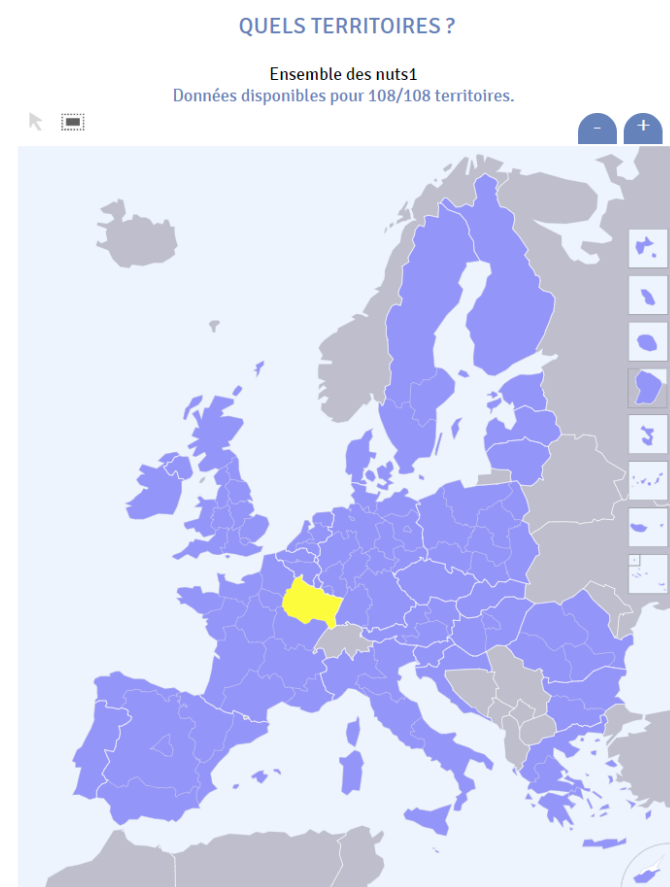 QUELS TERRITOIRES ?
Ensemble des nuts1
Données disponibles pour 108/108 territoires.
- +